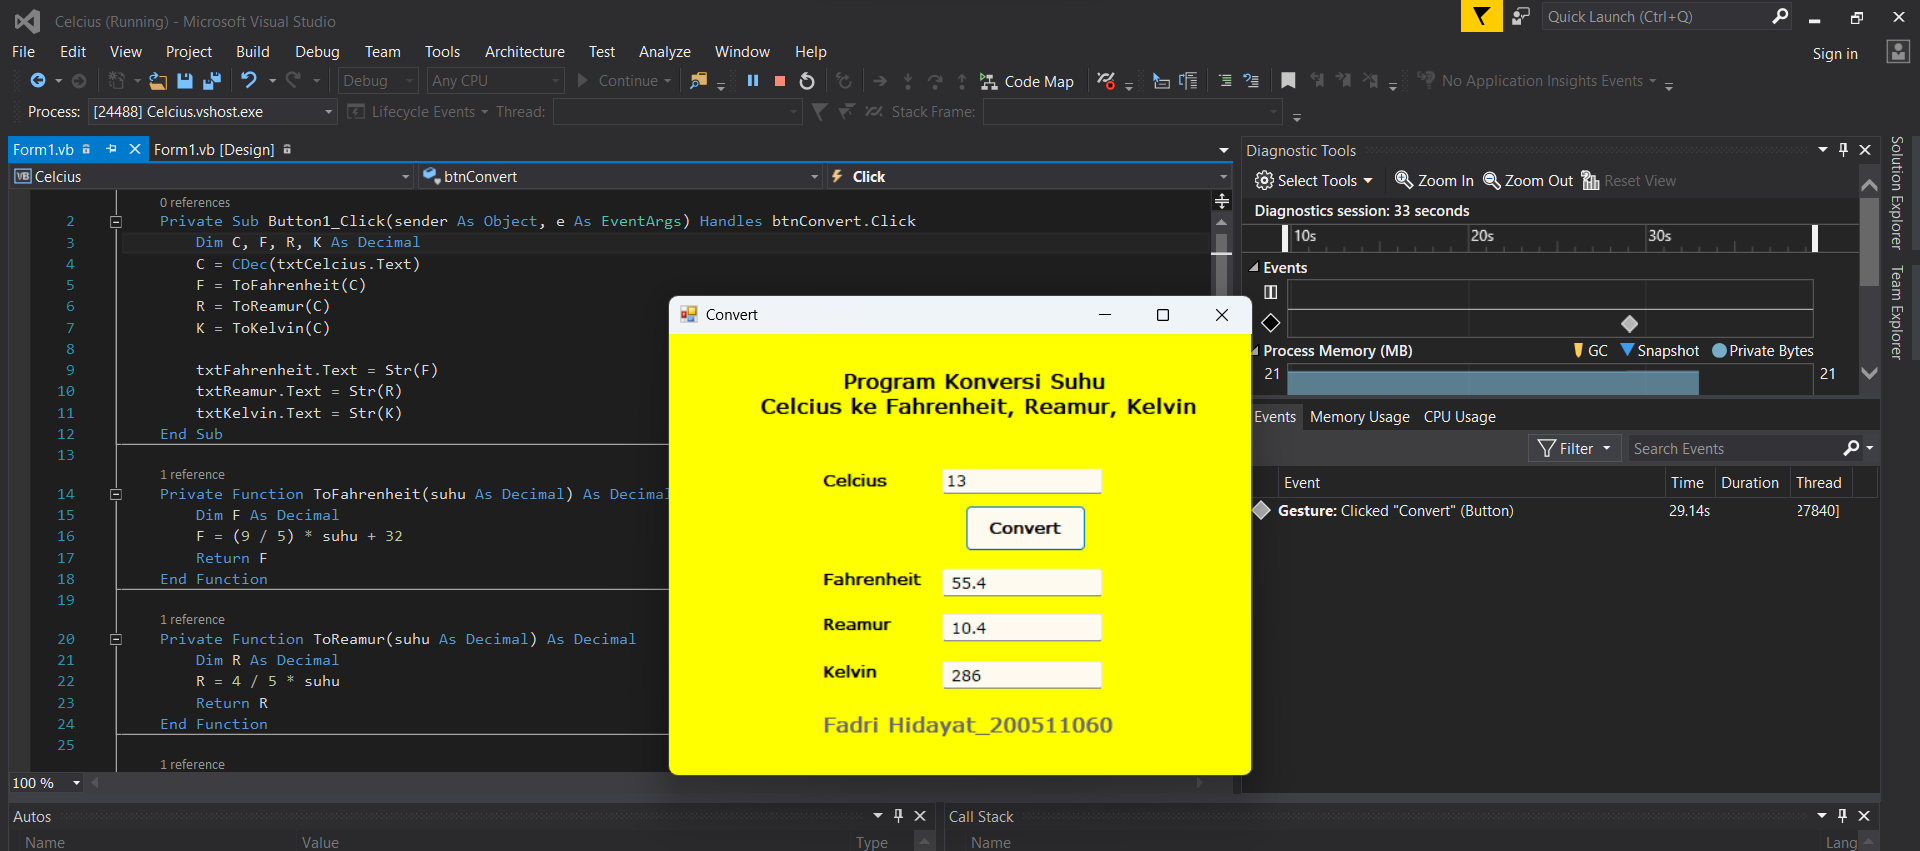 Celcius (Running) - Microsoft Visual Studio
Quick Launch (Ctrl+Q)
File Edit View Project Build Debug Team Tools Architecture Test Analyze Window Help
Sign in
Debug Any CPU Continue Code Map No Application Insights Events
Process: [24488] Celcius.vshost.exe Lifecycle Events Thread: Stack Frame:
Form1.vb Form1.vb [Design]
VB Celcius btnConvert Click
0 references
2 Private Sub Button1_Click(sender As Object, e As EventArgs) Handles btnConvert.Click
3 Dim C, F, R, K As Decimal
4 C = CDec(txtCelcius.Text)
5 F = ToFahrenheit(C)
6 R = ToReamur(C)
7 K = ToKelvin(C)
8
9 txtFahrenheit.Text = Str(F)
10 txtReamur.Text = Str(R)
11 txtKelvin.Text = Str(K)
12 End Sub
13
1 reference
14 Private Function ToFahrenheit(suhu As Decimal) As Decimal
15 Dim F As Decimal
16 F = (9 / 5) * suhu + 32
17 Return F
18 End Function
19
1 reference
20 Private Function ToReamur(suhu As Decimal) As Decimal
21 Dim R As Decimal
22 R = 4 / 5 * suhu
23 Return R
24 End Function
25
1 reference
100 %
Convert
Program Konversi Suhu
Celcius ke Fahrenheit, Reamur, Kelvin
Celcius 13
Convert
Fahrenheit 55.4
Reamur 10.4
Kelvin 286
Fadri Hidayat_200511060
Diagnostic Tools
Select Tools Zoom In Zoom Out Reset View
Diagnostics session: 33 seconds
10s 20s 30s
Events
Process Memory (MB) GC Snapshot Private Bytes
21 21
Events Memory Usage CPU Usage
Filter Search Events
Event Time Duration Thread
Gesture: Clicked "Convert" (Button) 29.14s 27840]
Solution Explorer
Team Explorer
Autos
Name Value Type
Call Stack
Name Lang